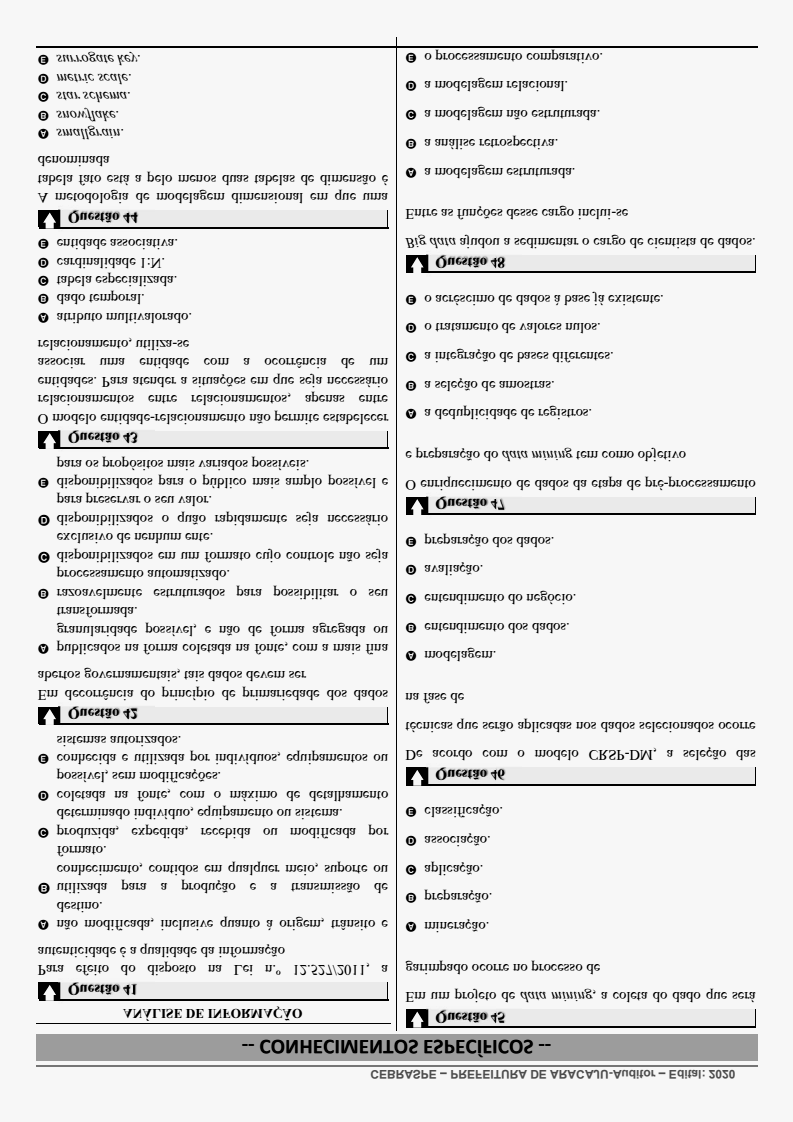 CEBRASPE – PREFEITURA DE ARACAJU-Auditor – Edital: 2020
-- CONHECIMENTOS ESPECÍFICOS --
ANÁLISE DE INFORMAÇÃO
Questão 41
Para efeito do disposto na Lei n.º 12.527/2011, a
autenticidade é a qualidade da informação
A não modificada, inclusive quanto à origem, trânsito e
destino.
B utilizada para a produção e a transmissão de
conhecimento, contidos em qualquer meio, suporte ou
formato.
C produzida, expedida, recebida ou modificada por
determinado indivíduo, equipamento ou sistema.
D coletada na fonte, com o máximo de detalhamento
possível, sem modificações.
E conhecida e utilizada por indivíduos, equipamentos ou
sistemas autorizados.
Questão 42
Em decorrência do princípio de primariedade dos dados
abertos governamentais, tais dados devem ser
A publicados na forma coletada na fonte, com a mais fina
granularidade possível, e não de forma agregada ou
transformada.
B razoavelmente estruturados para possibilitar o seu
processamento automatizado.
C disponibilizados em um formato cujo controle não seja
exclusivo de nenhum ente.
D disponibilizados o quão rapidamente seja necessário
para preservar o seu valor.
E disponibilizados para o público mais amplo possível e
para os propósitos mais variados possíveis.
Questão 43
O modelo entidade-relacionamento não permite estabelecer
relacionamentos entre relacionamentos, apenas entre
entidades. Para atender a situações em que seja necessário
associar uma entidade com a ocorrência de um
relacionamento, utiliza-se
A atributo multivalorado.
B dado temporal.
C tabela especializada.
D cardinalidade 1:N.
E entidade associativa.
Questão 44
A metodologia de modelagem dimensional em que uma
tabela fato está a pelo menos duas tabelas de dimensão é
denominada
A smallgrain.
B snowflake.
C star schema.
D metric scale.
E surrogate key.
Questão 45
Em um projeto de data mining, a coleta do dado que será
garimpado ocorre no processo de
A mineração.
B preparação.
C aplicação.
D associação.
E classificação.
Questão 46
De acordo com o modelo CRSP-DM, a seleção das
técnicas que serão aplicadas nos dados selecionados ocorre
na fase de
A modelagem.
B entendimento dos dados.
C entendimento do negócio.
D avaliação.
E preparação dos dados.
Questão 47
O enriquecimento de dados da etapa de pré-processamento
e preparação do data mining tem como objetivo
A a deduplicidade de registros.
B a seleção de amostras.
C a integração de bases diferentes.
D o tratamento de valores nulos.
E o acréscimo de dados à base já existente.
Questão 48
Big data ajudou a sedimentar o cargo de cientista de dados.
Entre as funções desse cargo inclui-se
A a modelagem estruturada.
B a análise retrospectiva.
C a modelagem não estruturada.
D a modelagem relacional.
E o processamento comparativo.